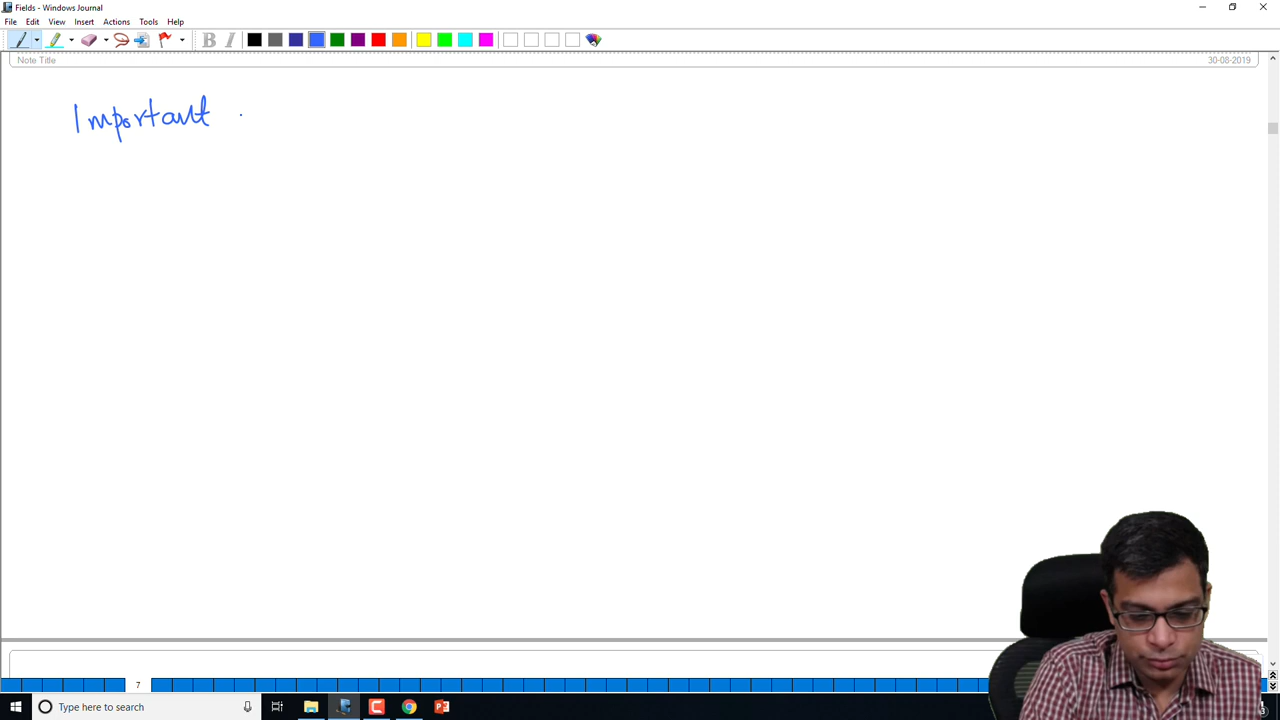 Fields - Windows Journal
File Edit View Insert Actions Tools Help
B I
Note Title
30-08-2019
Important
7
Type here to search